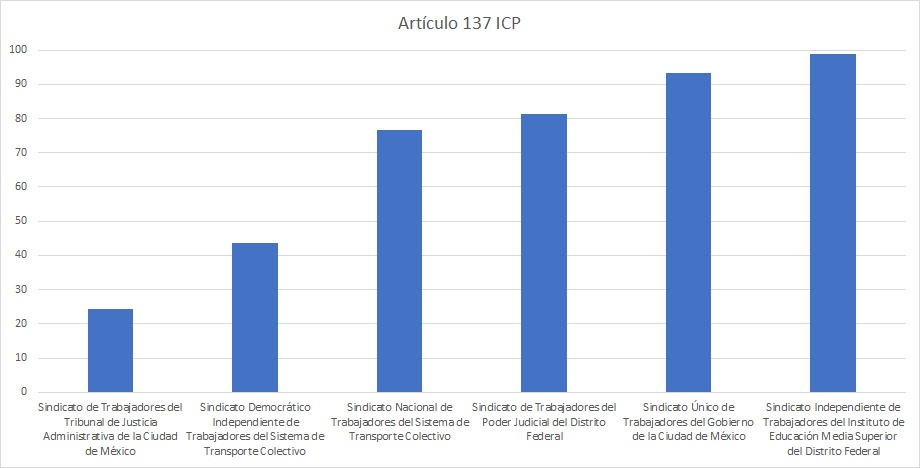 Artículo 137 ICP
100
90
80
70
60
50
40
30
20
10
0
Sindicato de Trabajadores del
Tribunal de Justicia
Administrativa de la Ciudad
de México
Sindicato Democrático
Independiente de
Trabajadores del Sistema de
Transporte Colectivo
Sindicato Nacional de
Trabajadores del Sistema de
Transporte Colectivo
Sindicato de Trabajadores del
Poder Judicial del Distrito
Federal
Sindicato Único de
Trabajadores del Gobierno
de la Ciudad de México
Sindicato Independiente de
Trabajadores del Instituto de
Educación Media Superior
del Distrito Federal